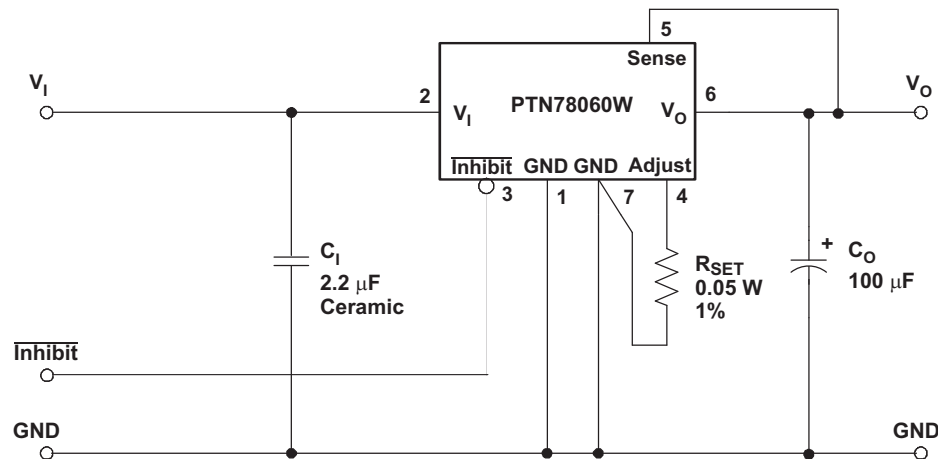 5
Sense
V_I
2
V_I
PTN78060W
V_O
6
V_O
Inhibit
GND
GND
Adjust
3
1
7
4
C_I
2.2 μF
Ceramic
R_SET
0.05 W
1%
+
C_O
100 μF
Inhibit
GND
GND